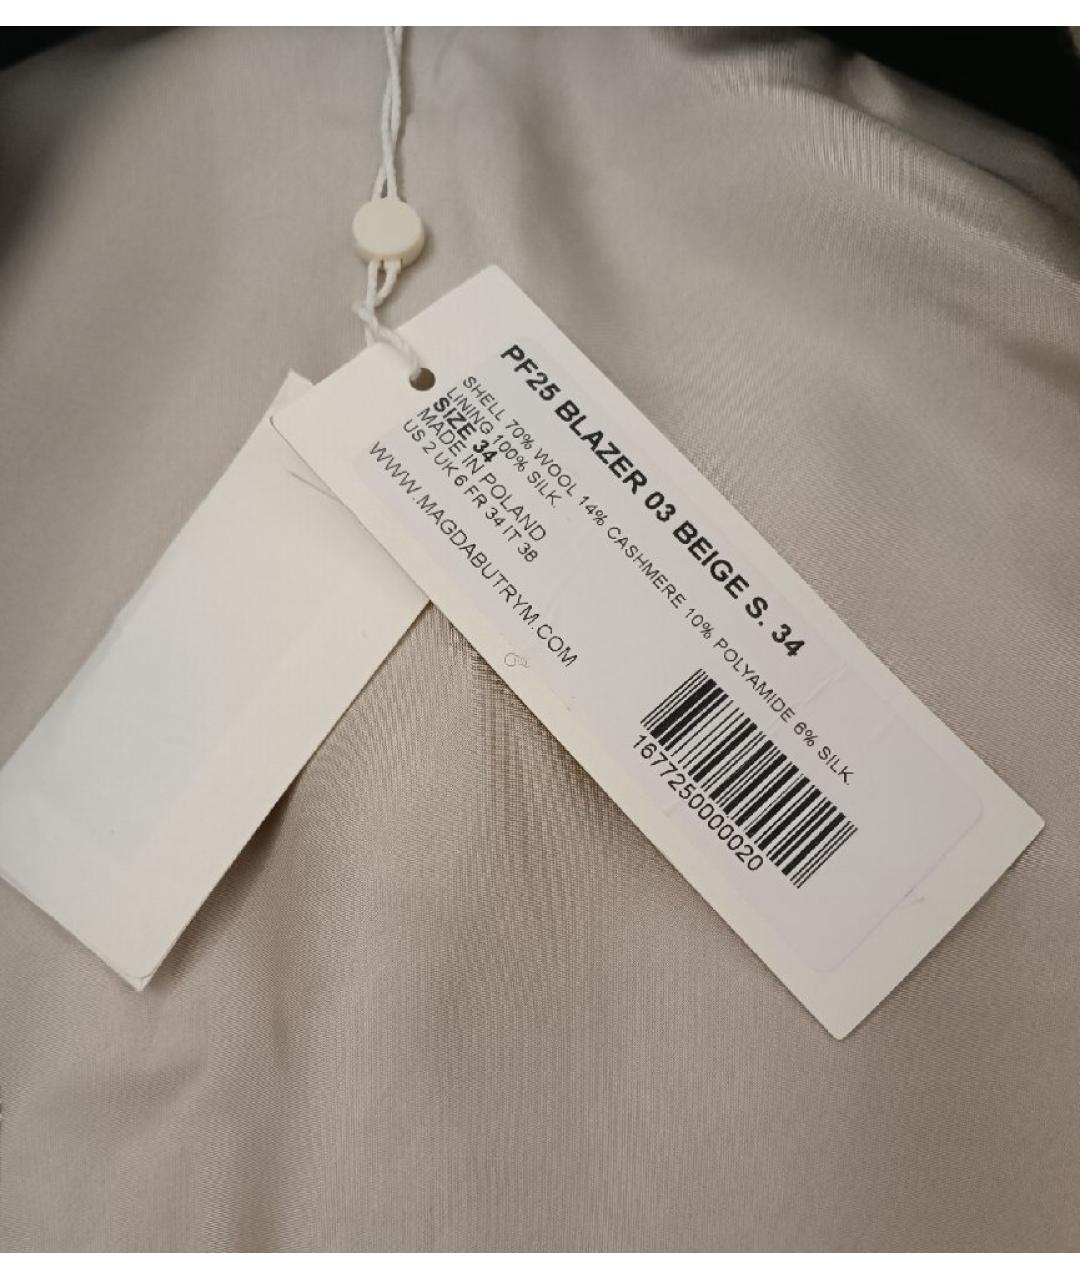 PF25 BLAZER 03 BEIGE S. 34
SHELL 70% WOOL 14% CASHMERE 10% POLYAMIDE 6% SILK.
LINING 100% SILK.
SIZE 34
MADE IN POLAND
US 2 UK 6 FR 34 IT 38
WWW.MAGDABUTRYM.COM
1677250000020